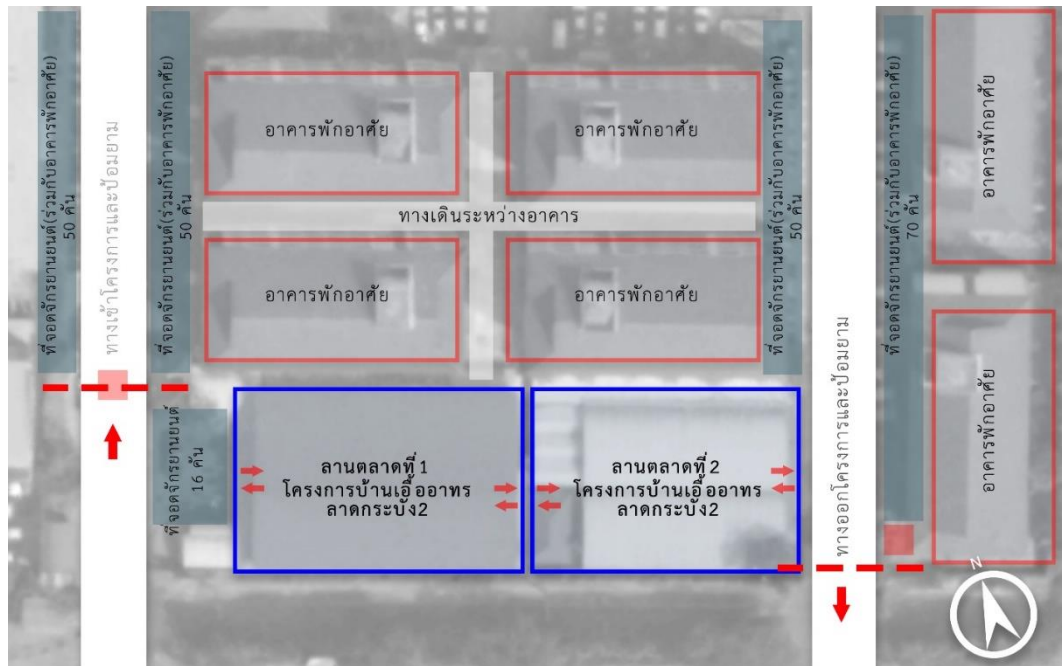 ที่จอดจักรยานยนต์(ร่วมกับอาคารพักอาศัย)
50 คัน
ทางเข้าโครงการและป้อมยาม
ที่จอดจักรยานยนต์(ร่วมกับอาคารพักอาศัย)
50 คัน
อาคารพักอาศัย
อาคารพักอาศัย
ทางเดินระหว่างอาคาร
อาคารพักอาศัย
อาคารพักอาศัย
ที่จอดจักรยานยนต์(ร่วมกับอาคารพักอาศัย)
50 คัน
ที่จอดจักรยานยนต์(ร่วมกับอาคารพักอาศัย)
70 คัน
อาคารพักอาศัย
อาคารพักอาศัย
ที่จอดจักรยานยนต์
16 คัน
ลานตลาดที่1
โครงการบ้านเอื้ออาทร
ลาดกระบัง2
ลานตลาดที่2
โครงการบ้านเอื้ออาทร
ลาดกระบัง2
ทางออกโครงการและป้อมยาม
N